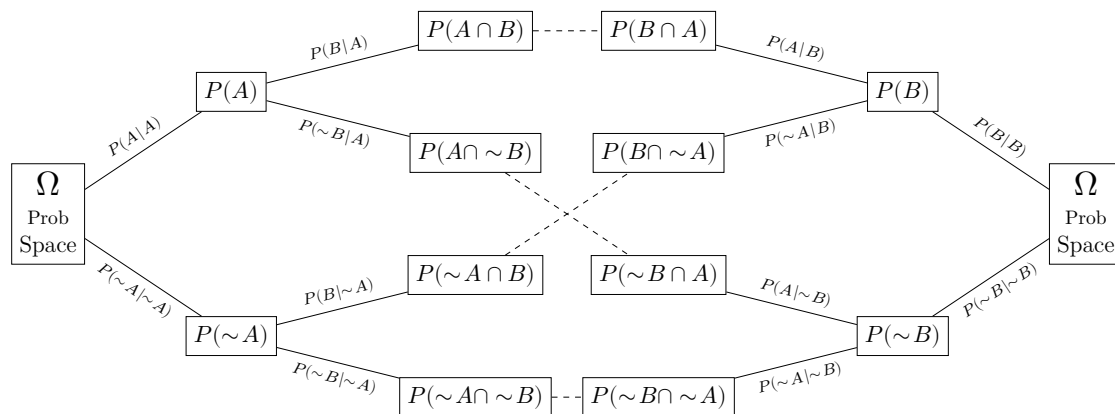 P(A ∩ B)
P(B ∩ A)
P(B|A)
P(A|B)
P(A)
P(B)
P(A|A)
P(∼B|A)
P(∼A|B)
P(B|B)
P(A∩ ∼B)
P(B∩ ∼A)
Ω
Prob
Space
Ω
Prob
Space
P(∼A|∼A)
P(∼A ∩ B)
P(∼B ∩ A)
P(∼B|∼B)
P(B|∼A)
P(A|∼B)
P(∼A)
P(∼B)
P(∼B|∼A)
P(∼A|∼B)
P(∼A∩ ∼B)
P(∼B∩ ∼A)